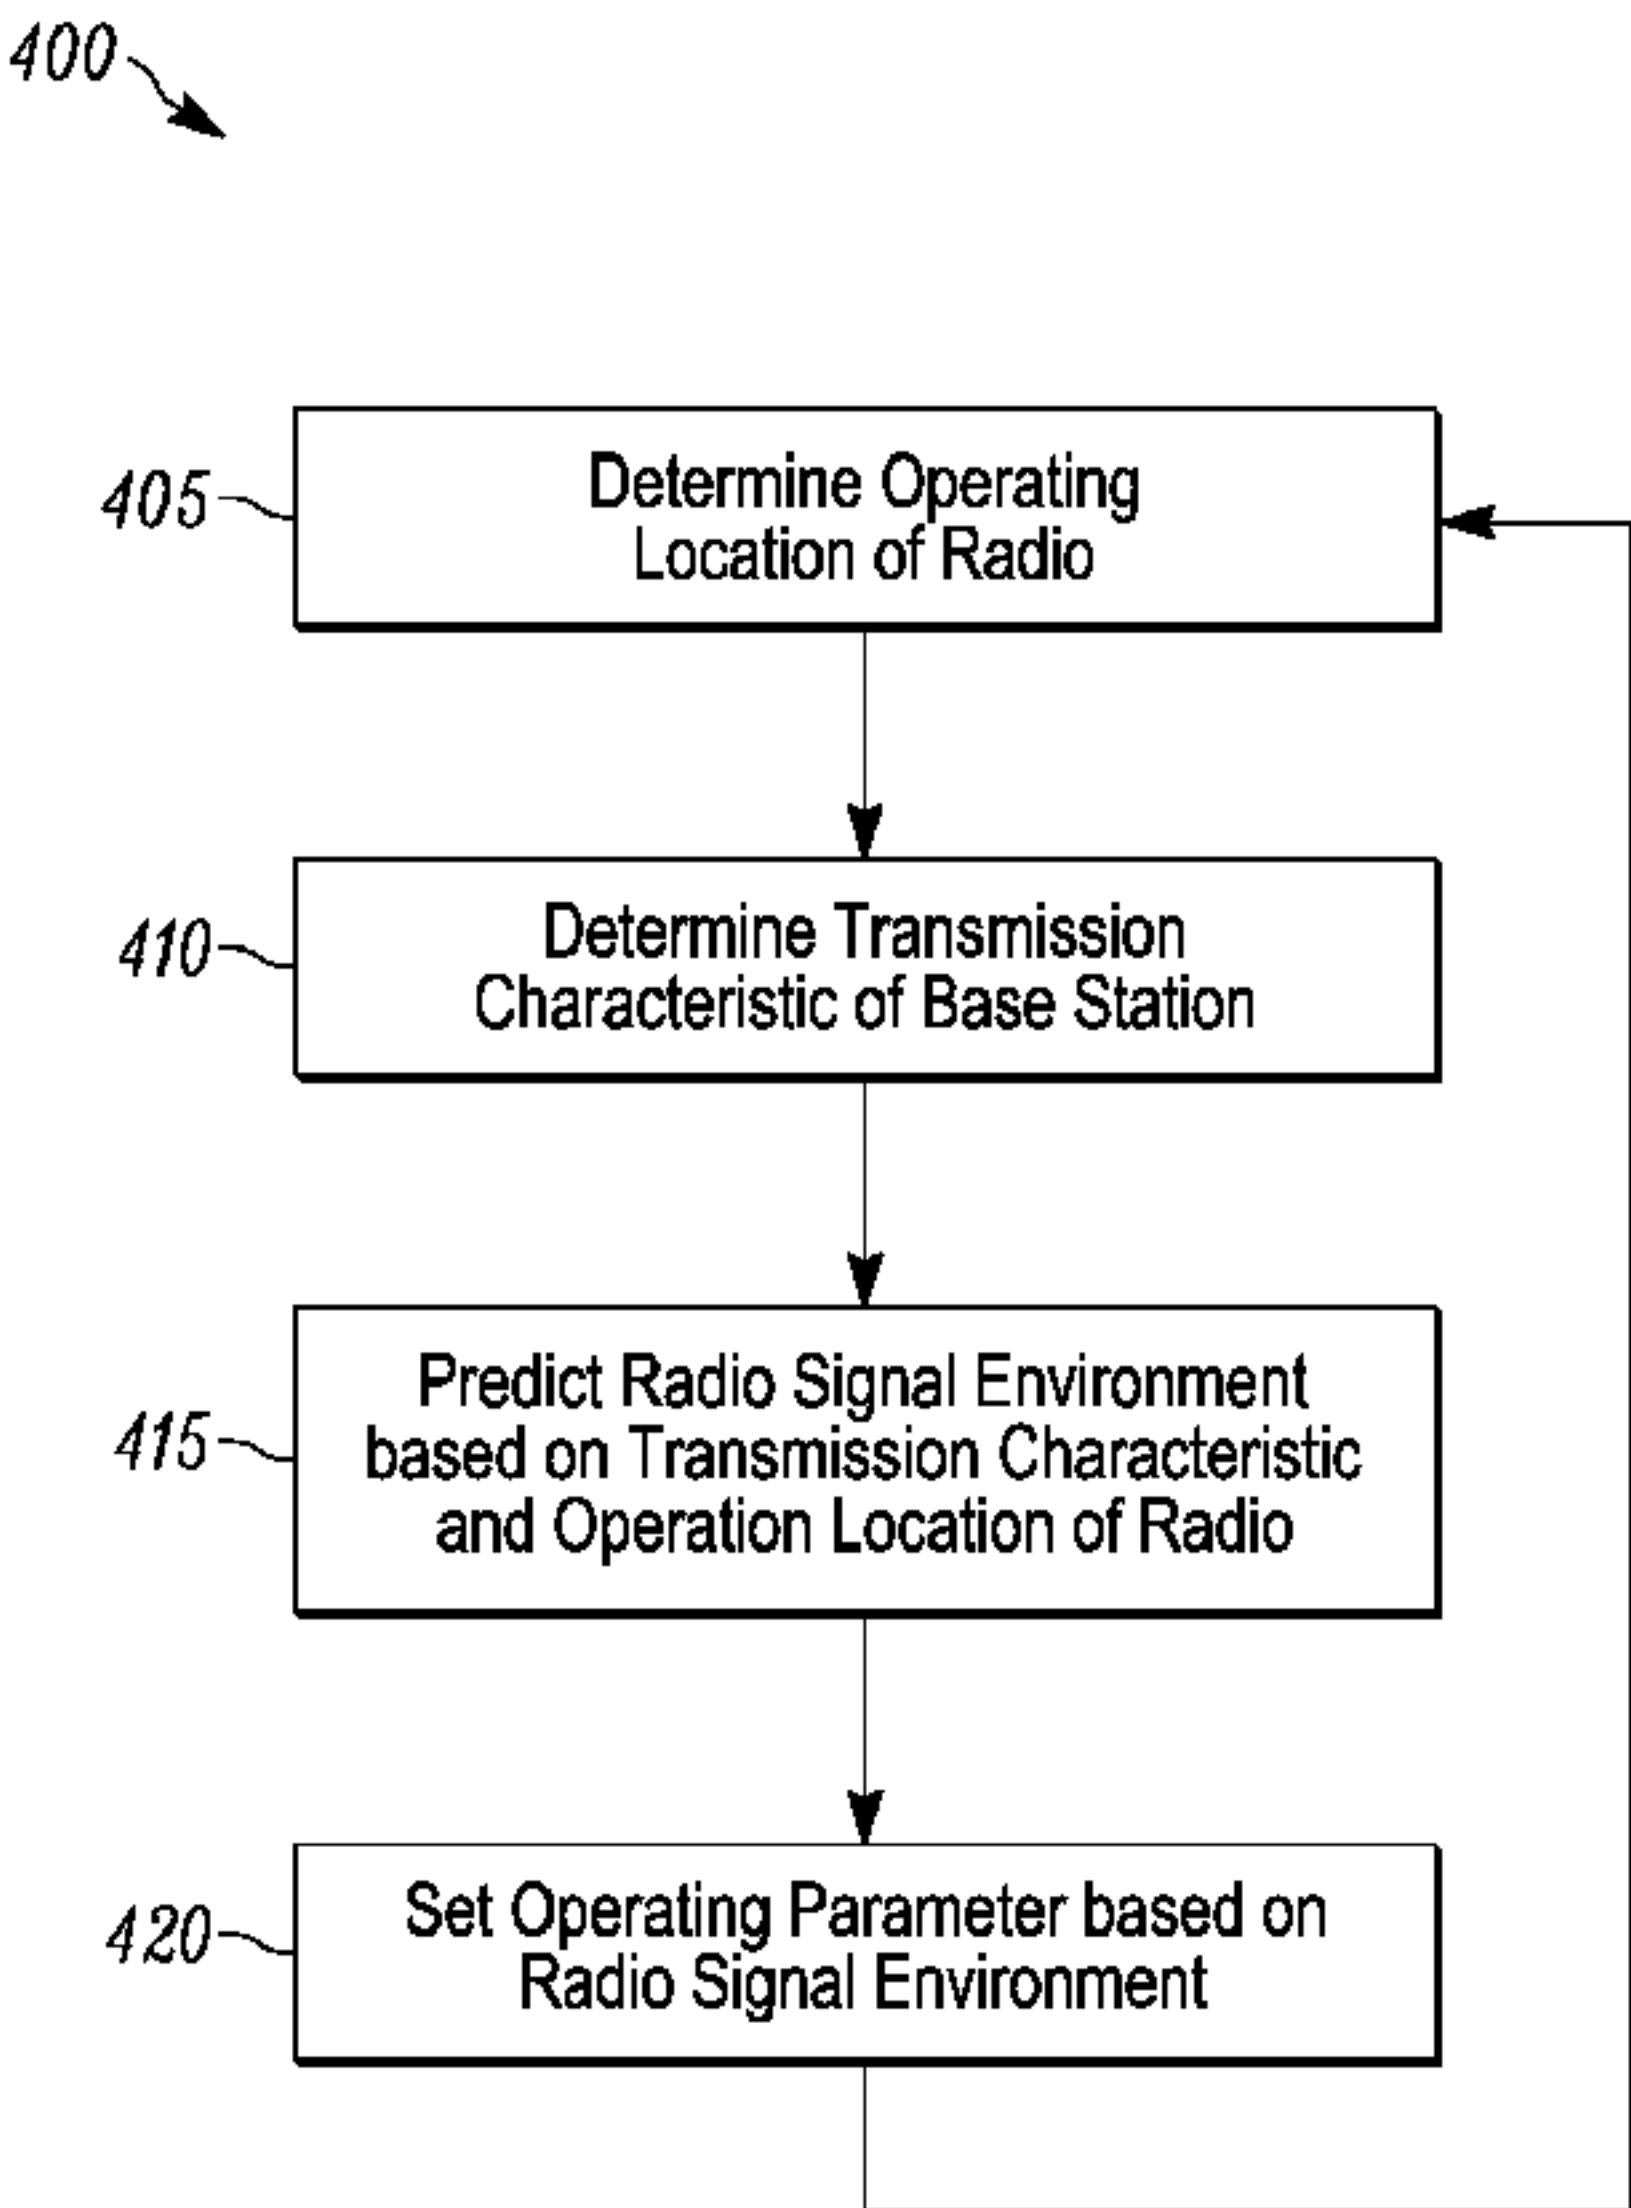 400
405
Determine Operating
Location of Radio
410
Determine Transmission
Characteristic of Base Station
415
Predict Radio Signal Environment
based on Transmission Characteristic
and Operation Location of Radio
420
Set Operating Parameter based on
Radio Signal Environment